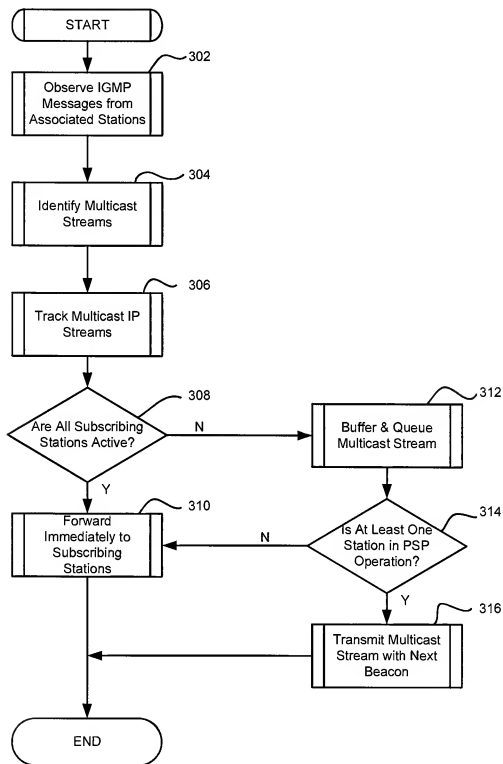 START
302
Observe IGMP
Messages from
Associated Stations
304
Identify Multicast
Streams
306
Track Multicast IP
Streams
308
Are All Subscribing
Stations Active?
N
Y
312
Buffer & Queue
Multicast Stream
310
Forward
Immediately to
Subscribing
Stations
314
Is At Least One
Station in PSP
Operation?
N
Y
316
Transmit Multicast
Stream with Next
Beacon
END